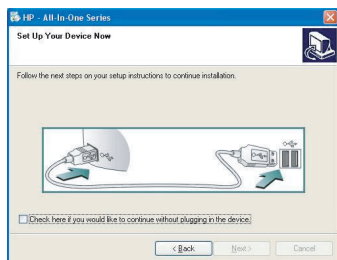 HP - All-In-One Series
Set Up Your Device Now
Follow the next steps on your setup instructions to continue installation.
Check here if you would like to continue without plugging in the device.
< Back
Next >
Cancel